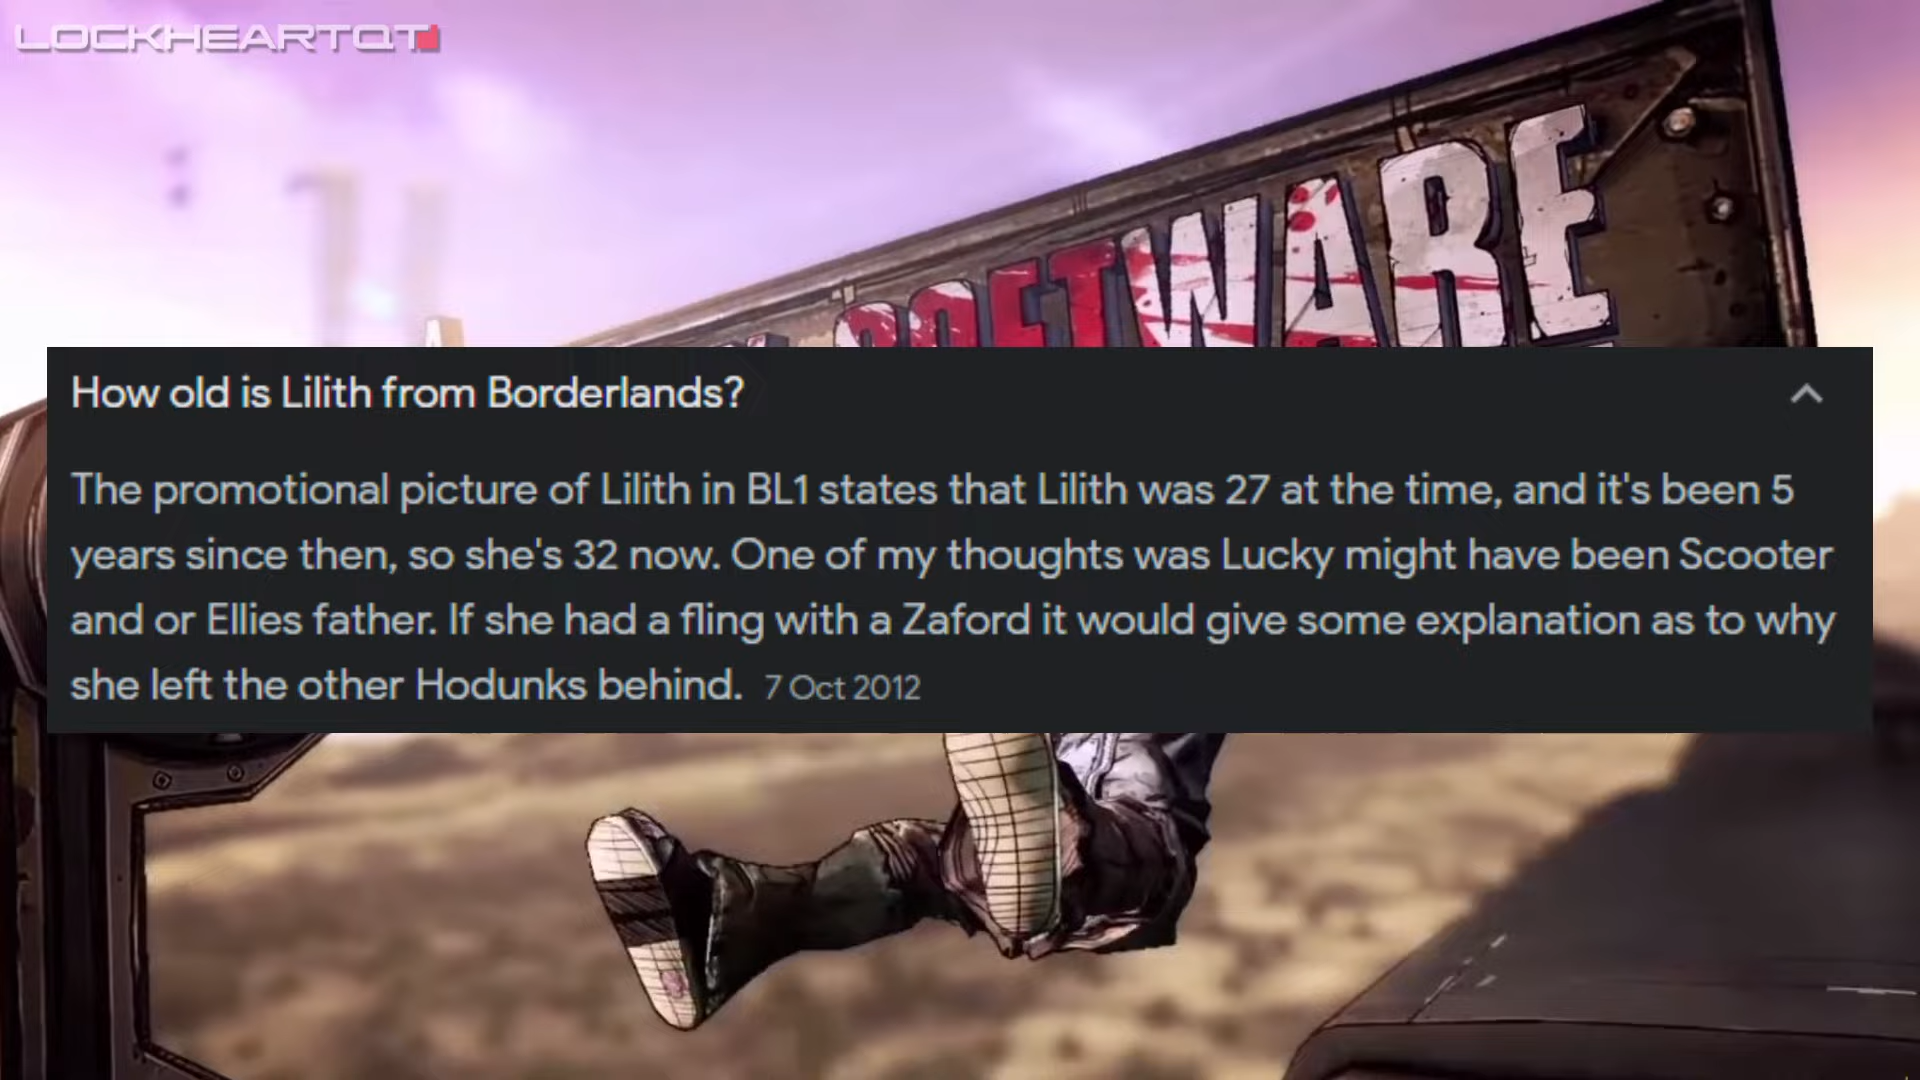 LOCKHEARTQT
SOFTWARE
How old is Lilith from Borderlands?
The promotional picture of Lilith in BL1 states that Lilith was 27 at the time, and it's been 5
years since then, so she's 32 now. One of my thoughts was Lucky might have been Scooter
and or Ellies father. If she had a fling with a Zaford it would give some explanation as to why
she left the other Hodunks behind. 7 Oct 2012